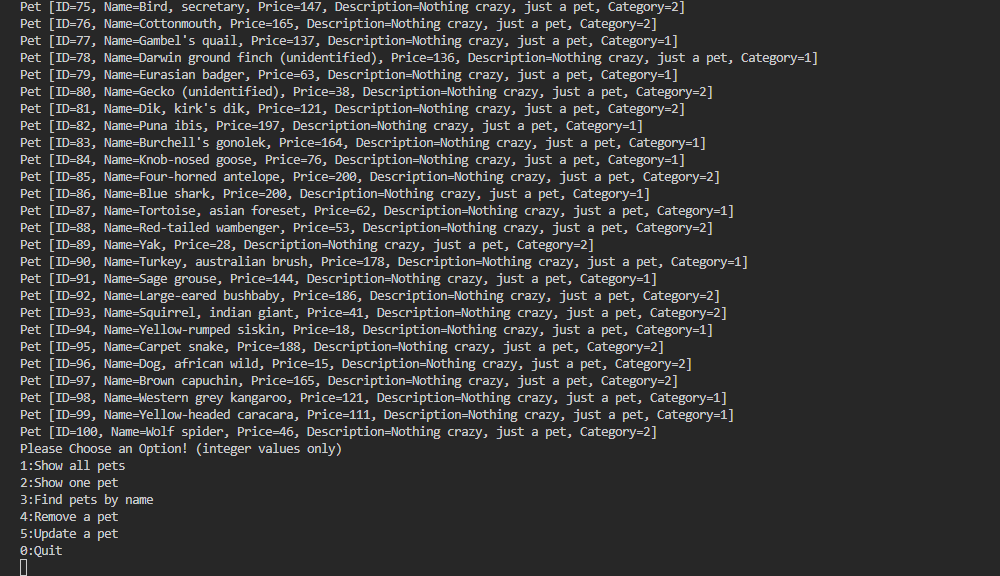 Pet [ID=75, Name=Bird, secretary, Price=147, Description=Nothing crazy, just a pet, Category=2]
Pet [ID=76, Name=Cottonmouth, Price=165, Description=Nothing crazy, just a pet, Category=2]
Pet [ID=77, Name=Gambel's quail, Price=137, Description=Nothing crazy, just a pet, Category=1]
Pet [ID=78, Name=Darwin ground finch (unidentified), Price=136, Description=Nothing crazy, just a pet, Category=1]
Pet [ID=79, Name=Eurasian badger, Price=63, Description=Nothing crazy, just a pet, Category=1]
Pet [ID=80, Name=Gecko (unidentified), Price=38, Description=Nothing crazy, just a pet, Category=2]
Pet [ID=81, Name=Dik, kirk's dik, Price=121, Description=Nothing crazy, just a pet, Category=2]
Pet [ID=82, Name=Puna ibis, Price=197, Description=Nothing crazy, just a pet, Category=1]
Pet [ID=83, Name=Burchell's gonolek, Price=164, Description=Nothing crazy, just a pet, Category=1]
Pet [ID=84, Name=Knob-nosed goose, Price=76, Description=Nothing crazy, just a pet, Category=1]
Pet [ID=85, Name=Four-horned antelope, Price=200, Description=Nothing crazy, just a pet, Category=2]
Pet [ID=86, Name=Blue shark, Price=200, Description=Nothing crazy, just a pet, Category=1]
Pet [ID=87, Name=Tortoise, asian foreset, Price=62, Description=Nothing crazy, just a pet, Category=1]
Pet [ID=88, Name=Red-tailed wambenger, Price=53, Description=Nothing crazy, just a pet, Category=2]
Pet [ID=89, Name=Yak, Price=28, Description=Nothing crazy, just a pet, Category=2]
Pet [ID=90, Name=Turkey, australian brush, Price=178, Description=Nothing crazy, just a pet, Category=1]
Pet [ID=91, Name=Sage grouse, Price=144, Description=Nothing crazy, just a pet, Category=1]
Pet [ID=92, Name=Large-eared bushbaby, Price=186, Description=Nothing crazy, just a pet, Category=2]
Pet [ID=93, Name=Squirrel, indian giant, Price=41, Description=Nothing crazy, just a pet, Category=2]
Pet [ID=94, Name=Yellow-rumped siskin, Price=18, Description=Nothing crazy, just a pet, Category=1]
Pet [ID=95, Name=Carpet snake, Price=188, Description=Nothing crazy, just a pet, Category=2]
Pet [ID=96, Name=Dog, african wild, Price=15, Description=Nothing crazy, just a pet, Category=2]
Pet [ID=97, Name=Brown capuchin, Price=165, Description=Nothing crazy, just a pet, Category=2]
Pet [ID=98, Name=Western grey kangaroo, Price=121, Description=Nothing crazy, just a pet, Category=1]
Pet [ID=99, Name=Yellow-headed caracara, Price=111, Description=Nothing crazy, just a pet, Category=1]
Pet [ID=100, Name=Wolf spider, Price=46, Description=Nothing crazy, just a pet, Category=2]
Please Choose an Option! (integer values only)
1:Show all pets
2:Show one pet
3:Find pets by name
4:Remove a pet
5:Update a pet
0:Quit